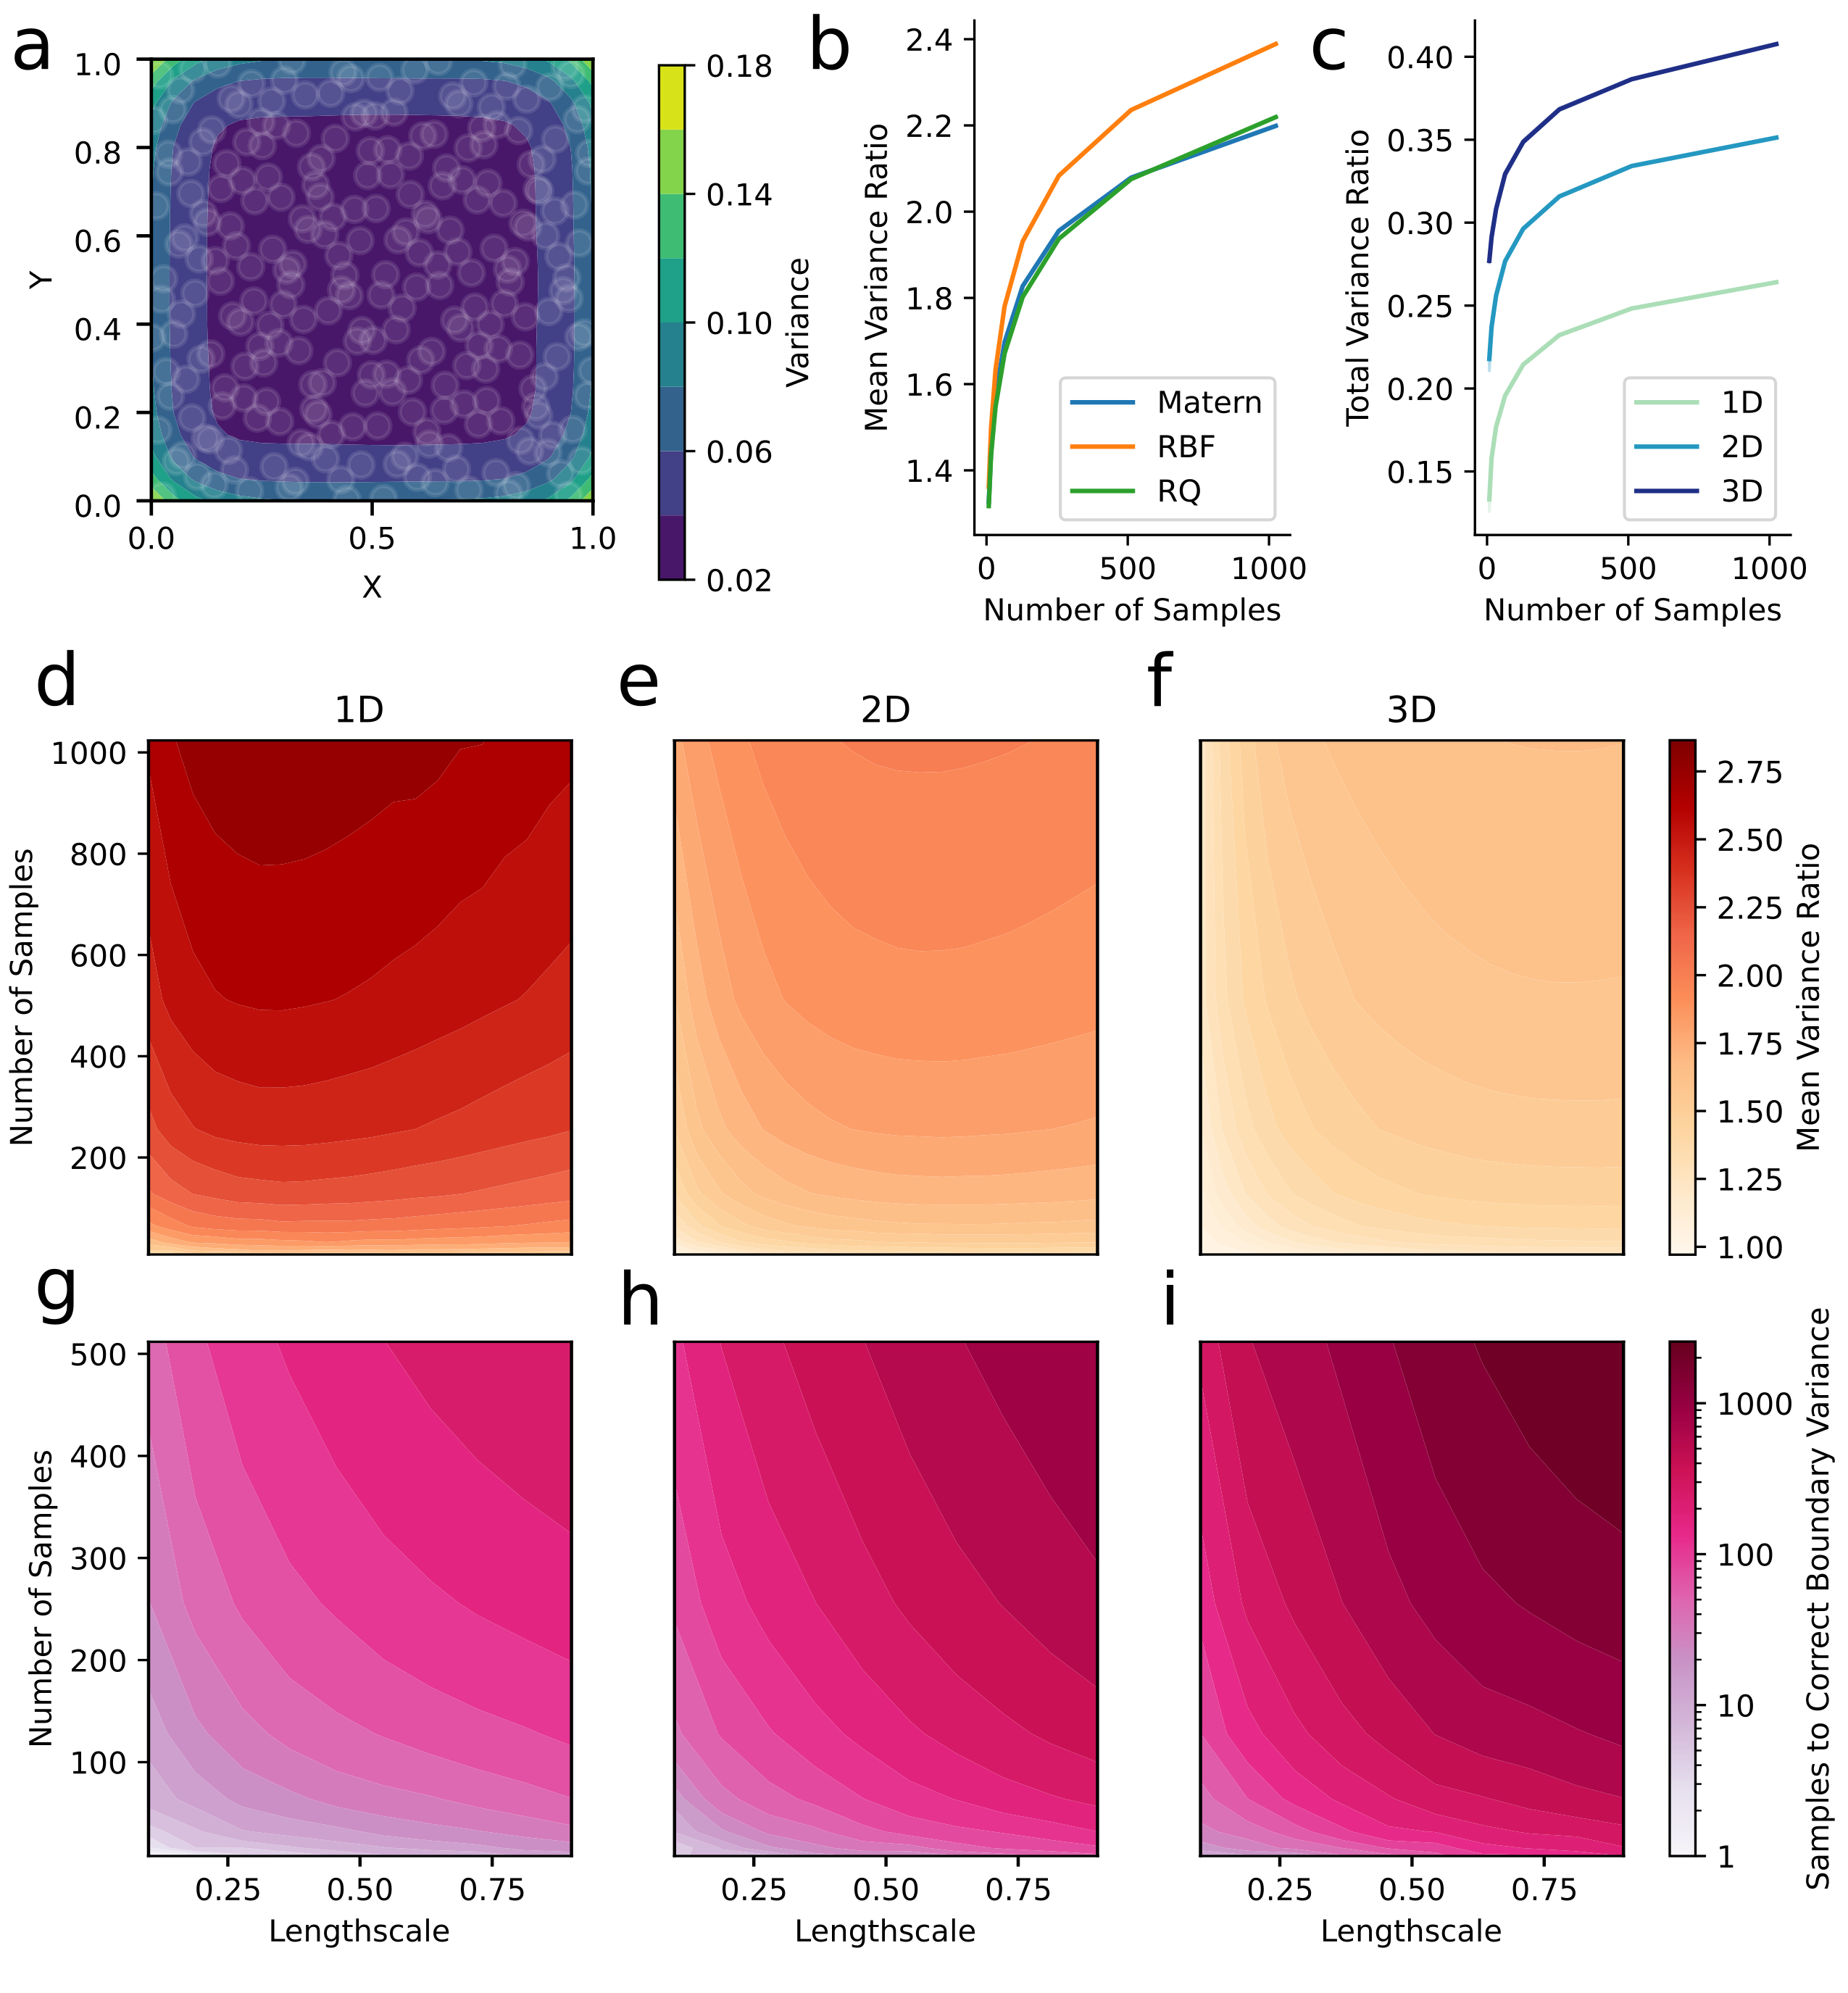 a
1.0
0.8
0.6
0.4
0.2
0.0
Y
0.0 0.5 1.0
X
0.18
0.14
0.10
0.06
0.02
Variance
b
2.4
2.2
2.0
1.8
1.6
1.4
Mean Variance Ratio
Matern
RBF
RQ
0 500 1000
Number of Samples
c
0.40
0.35
0.30
0.25
0.20
0.15
Total Variance Ratio
1D
2D
3D
0 500 1000
Number of Samples
d
1D
1000
800
600
400
200
Number of Samples
e
2D
f
3D
2.75
2.50
2.25
2.00
1.75
1.50
1.25
1.00
Mean Variance Ratio
g
500
400
300
200
100
Number of Samples
0.25 0.50 0.75
Lengthscale
h
0.25 0.50 0.75
Lengthscale
i
0.25 0.50 0.75
Lengthscale
1000
100
10
1
Samples to Correct Boundary Variance